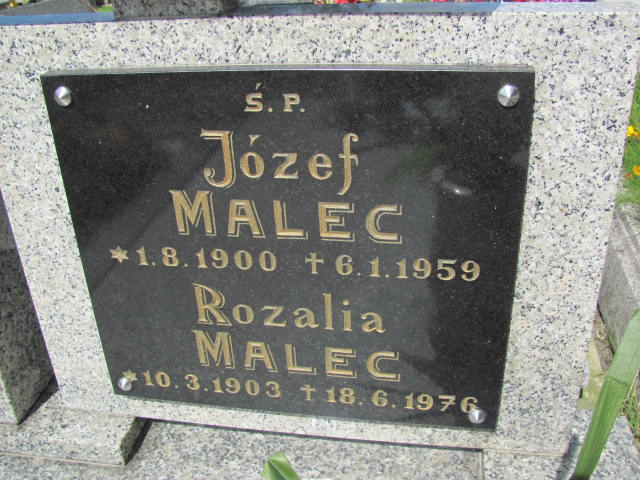 Ś. P.
Józef
MALEC
* 1.8.1900 † 6.1.1959
Rozalia
MALEC
* 10.3.1903 † 18.6.1976